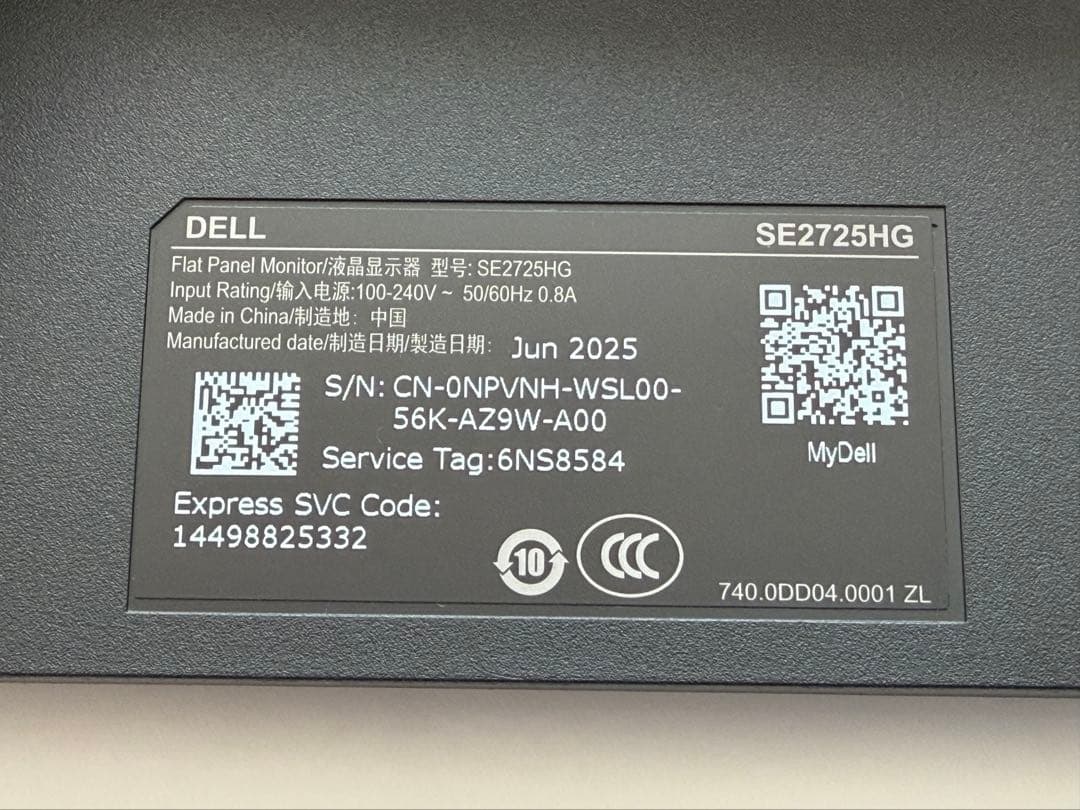 DELL
SE2725HG
Flat Panel Monitor/液晶显示器 型号: SE2725HG
Input Rating/输入电源:100-240V ~ 50/60Hz 0.8A
Made in China/制造地: 中国
Manufactured date/制造日期/製造日期: Jun 2025
S/N: CN-0NPVNH-WSL00-
56K-AZ9W-A00
Service Tag:6NS8584
MyDell
Express SVC Code:
14498825332
10
CCC
740.0DD04.0001 ZL